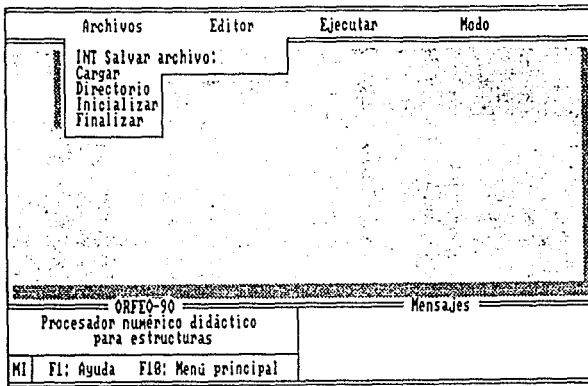 Archivos Editor Ejecutar Modo
INT Salvar archivo:
Cargar
Directorio
Inicializar
Finalizar
ORFEO-90 Mensajes
Procesador numérico didáctico
para estructuras
MI F1: Ayuda F10: Menú principal